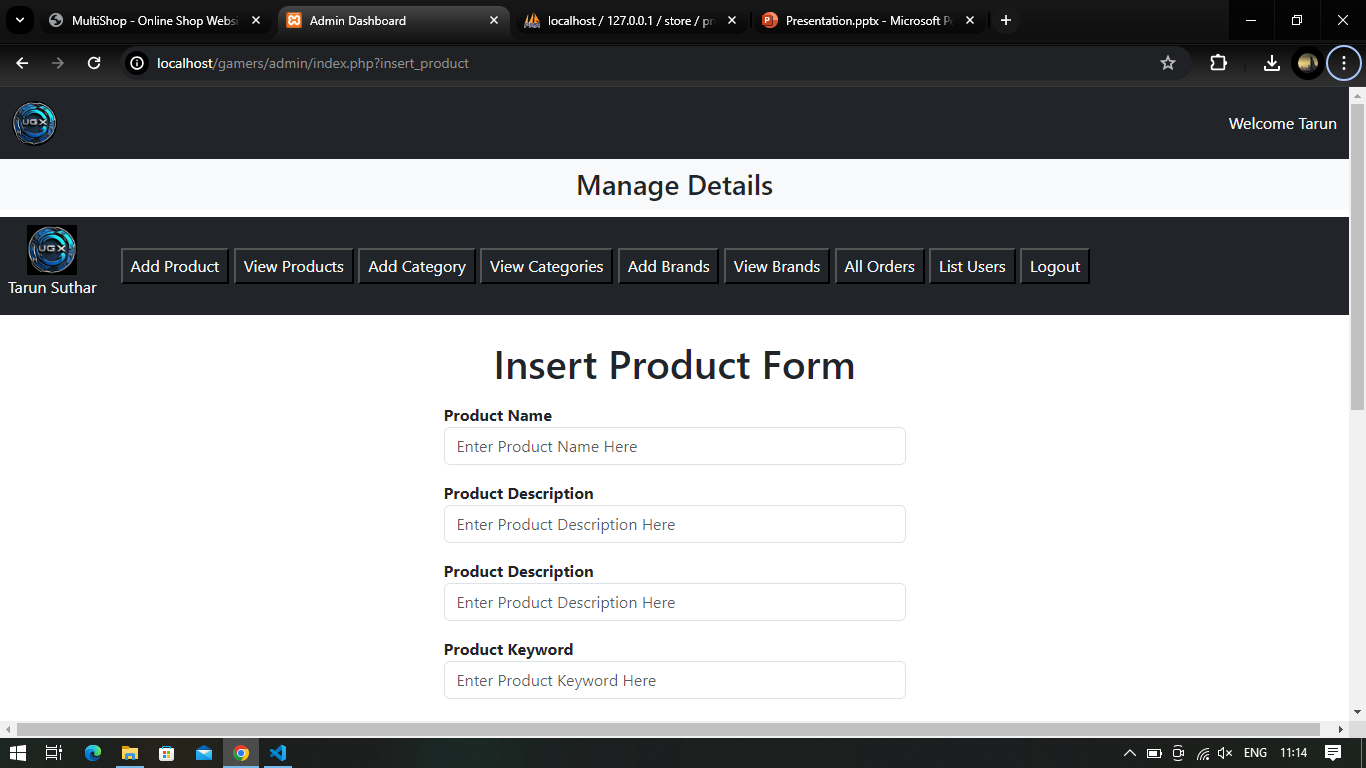 MultiShop - Online Shop Websi
Admin Dashboard
localhost / 127.0.0.1 / store / pr
Presentation.pptx - Microsoft Po
localhost/gamers/admin/index.php?insert_product
UGX
Welcome Tarun
Manage Details
UGX
Tarun Suthar
Add Product
View Products
Add Category
View Categories
Add Brands
View Brands
All Orders
List Users
Logout
Insert Product Form
Product Name
Enter Product Name Here
Product Description
Enter Product Description Here
Product Description
Enter Product Description Here
Product Keyword
Enter Product Keyword Here
ENG
11:14